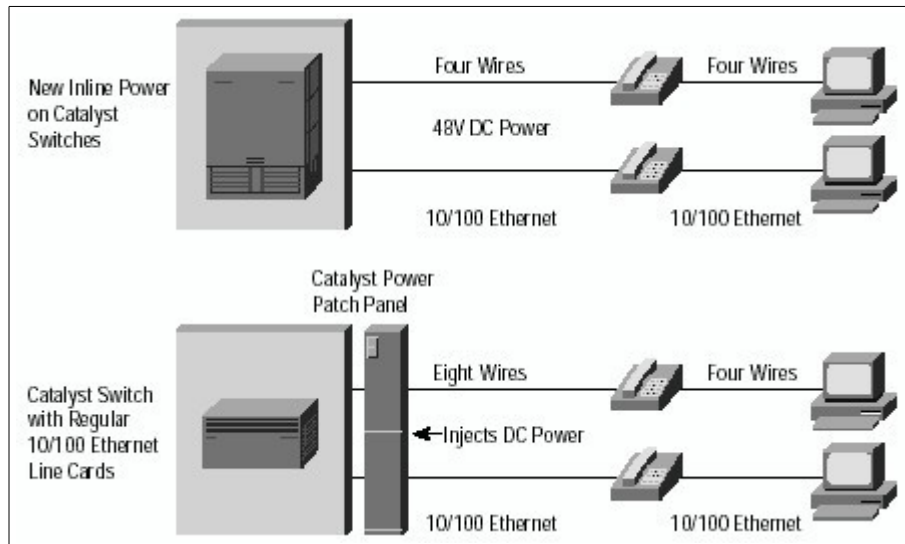 New Inline Power
on Catalyst
Switches
Four Wires
Four Wires
48V DC Power
10/100 Ethernet
10/100 Ethernet
Catalyst Power
Patch Panel
Catalyst Switch
with Regular
10/100 Ethernet
Line Cards
Eight Wires
Four Wires
Injects DC Power
10/100 Ethernet
10/100 Ethernet